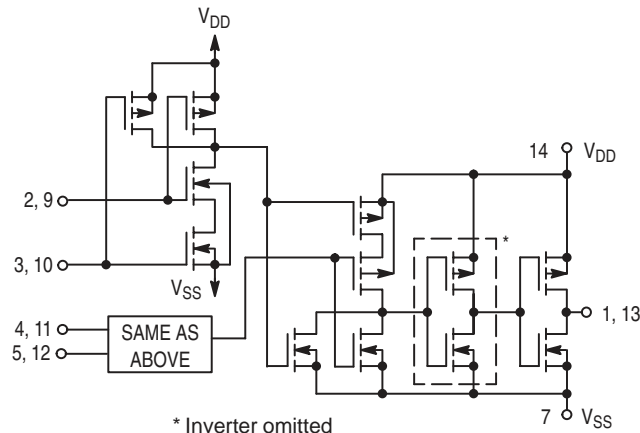 VDD
14
VDD
2, 9
*
3, 10
VSS
1, 13
4, 11
SAME AS
ABOVE
5, 12
7
VSS
* Inverter omitted